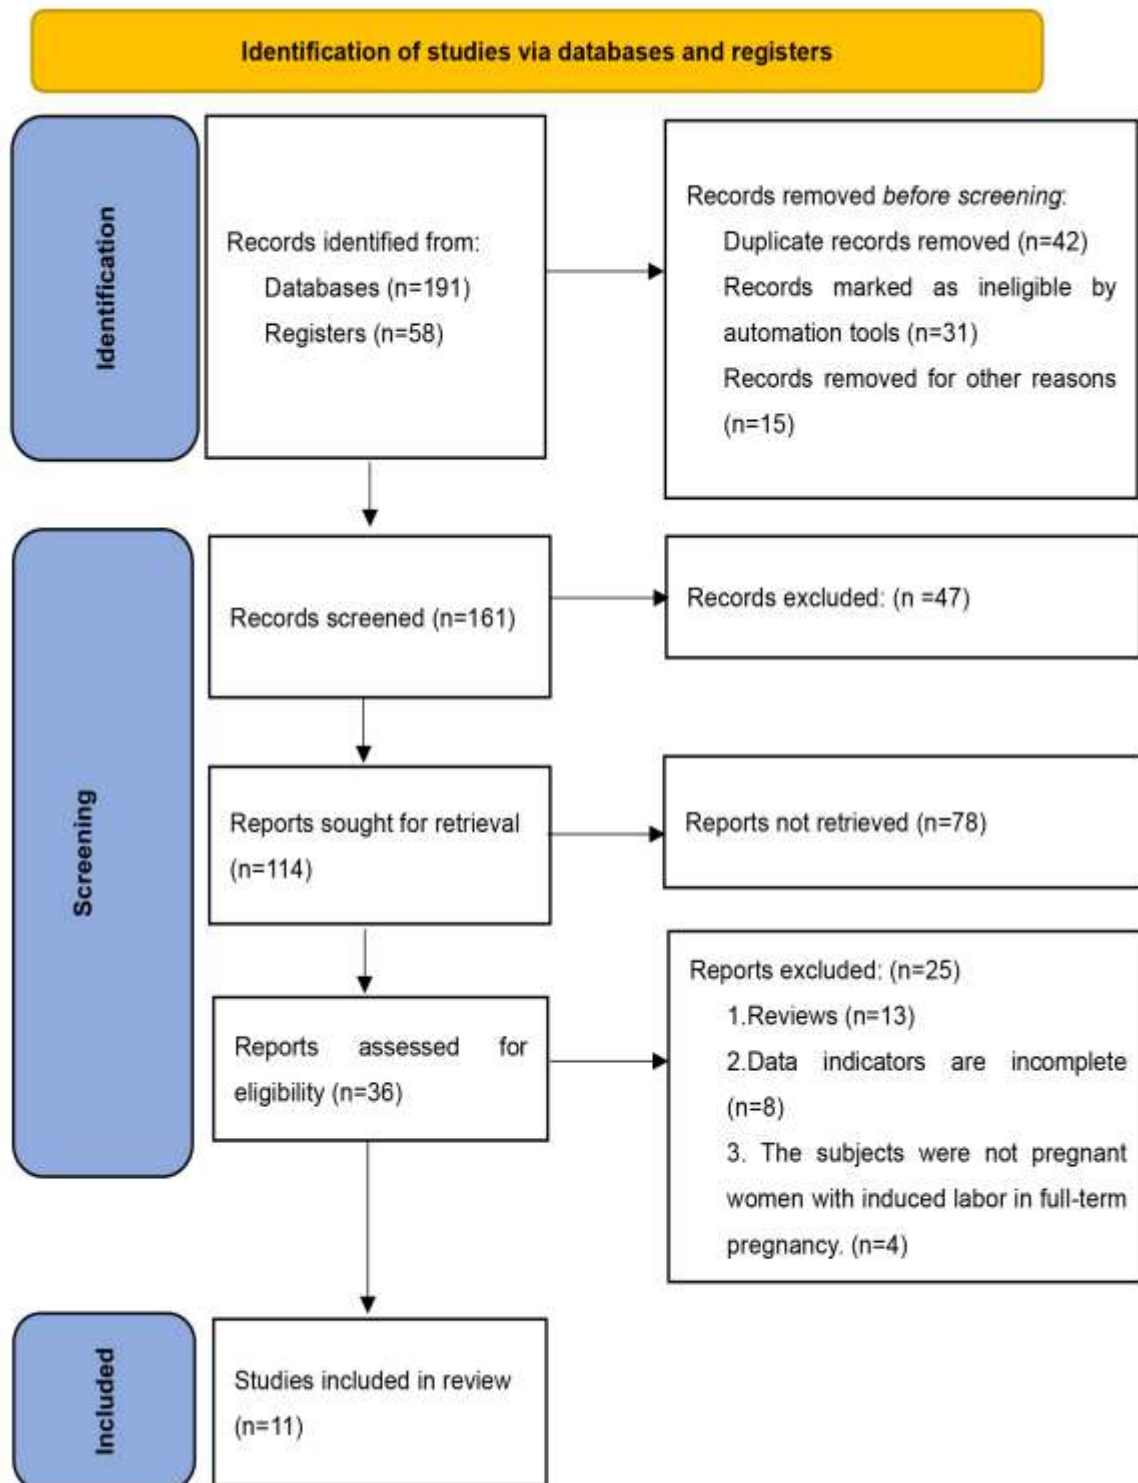 Identification of studies via databases and registers
Identification
Records identified from:
Databases (n=191)
Registers (n=58)
Records removed before screening:
Duplicate records removed (n=42)
Records marked as ineligible by
automation tools (n=31)
Records removed for other reasons
(n=15)
Screening
Records screened (n=161)
Records excluded: (n =47)
Reports sought for retrieval
(n=114)
Reports not retrieved (n=78)
Reports assessed for
eligibility (n=36)
Reports excluded: (n=25)
1.Reviews (n=13)
2.Data indicators are incomplete
(n=8)
3. The subjects were not pregnant
women with induced labor in full-term
pregnancy. (n=4)
Included
Studies included in review
(n=11)